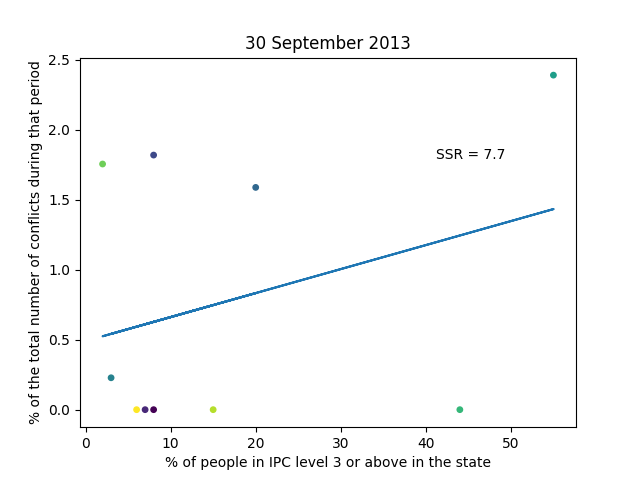 30 September 2013
% of the total number of conflicts during that period
2.5
2.0
1.5
1.0
0.5
0.0
SSR = 7.7
0 10 20 30 40 50
% of people in IPC level 3 or above in the state